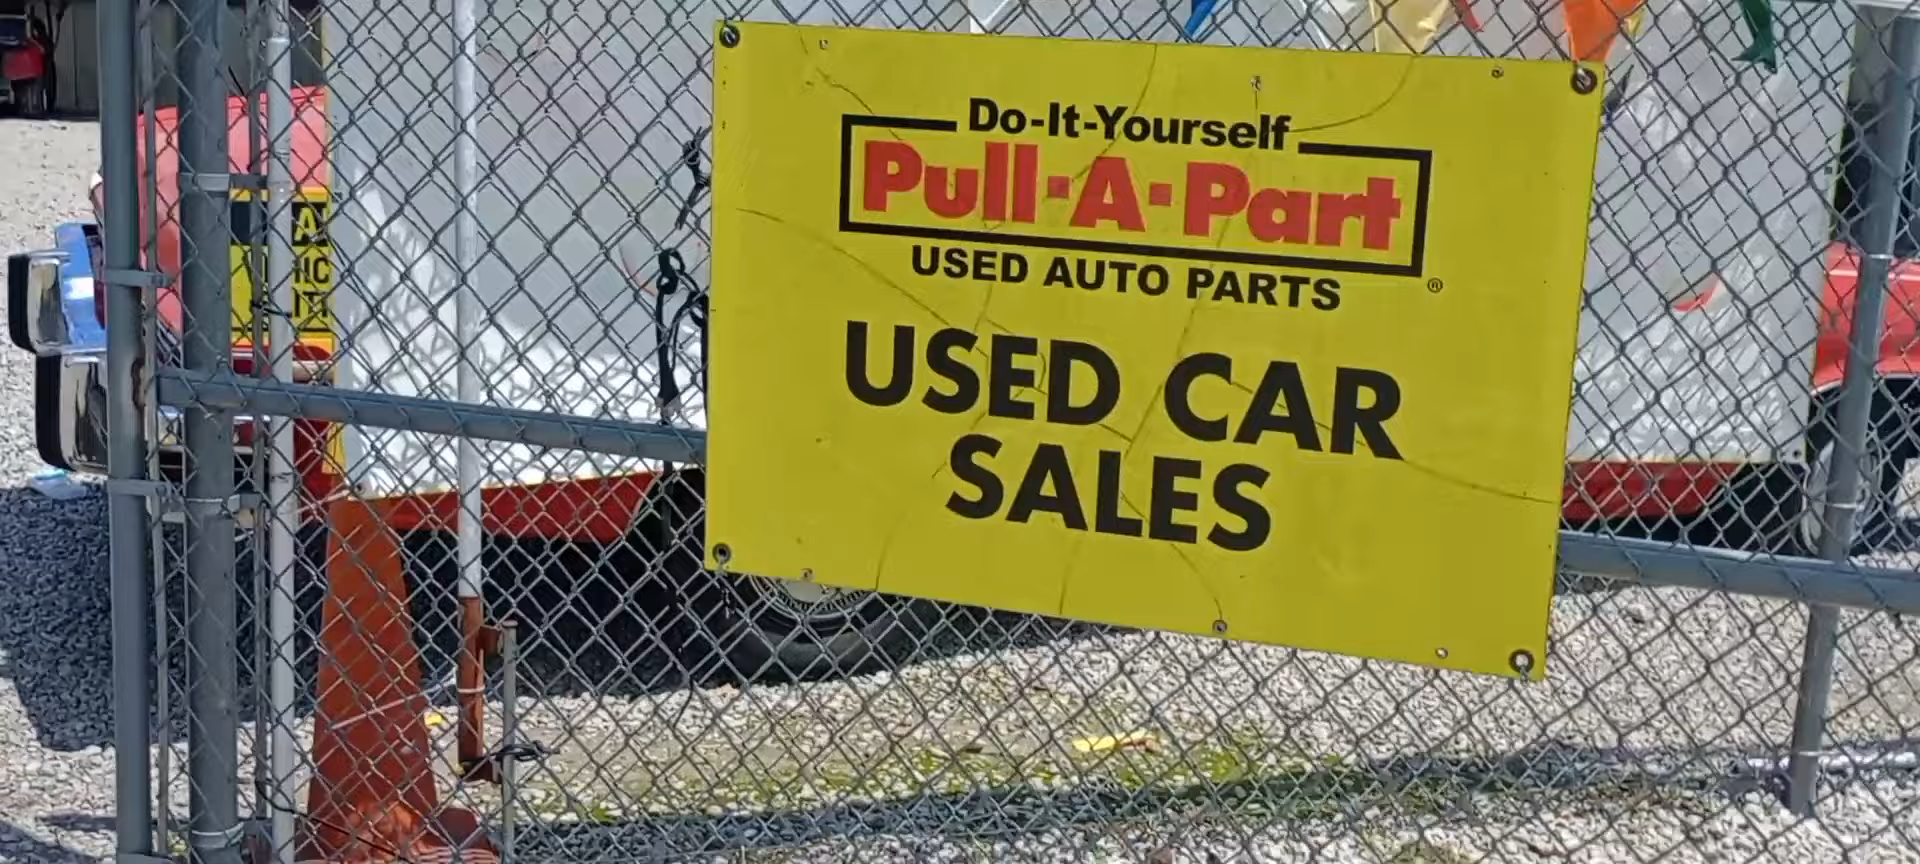 Do-It-Yourself
Pull-A-Part
USED AUTO PARTS ®
USED CAR
SALES